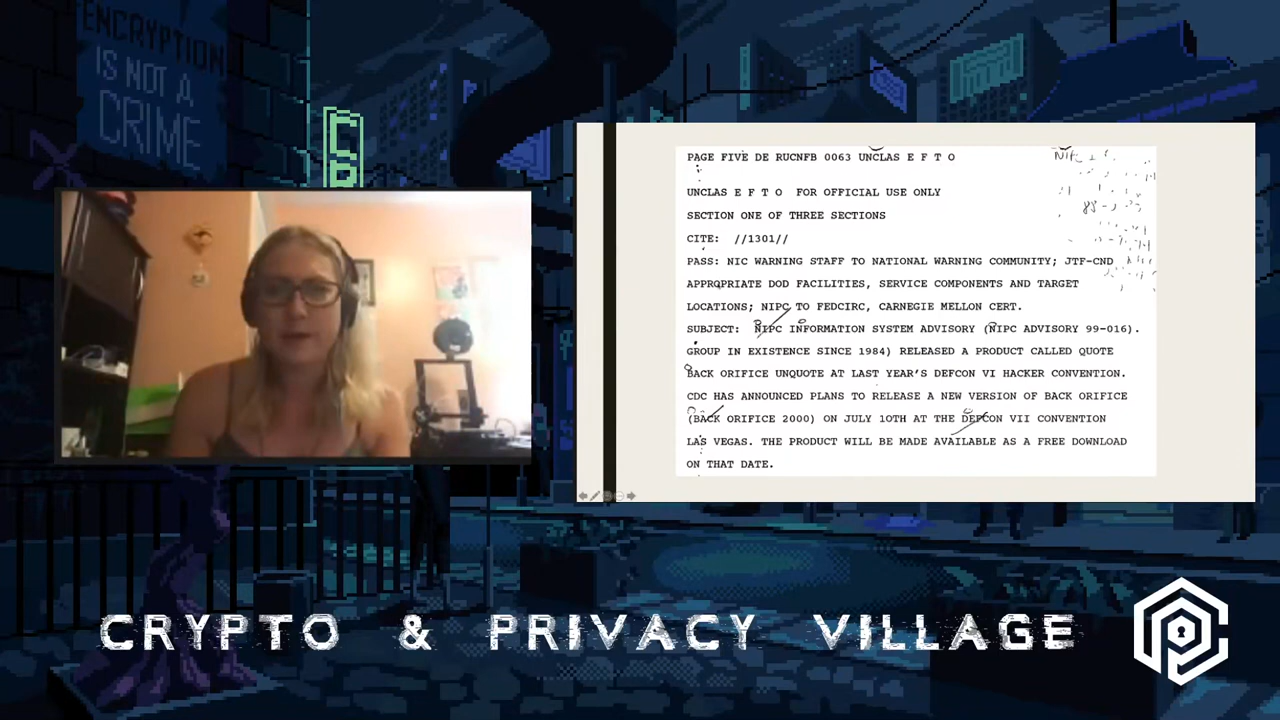 ENCRYPTION
IS NOT A
CRIME
PAGE FIVE DE RUCNFB 0063 UNCLAS E F T O
UNCLAS E F T O FOR OFFICIAL USE ONLY
SECTION ONE OF THREE SECTIONS
CITE: //1301//
PASS: NIC WARNING STAFF TO NATIONAL WARNING COMMUNITY; JTF-CND
APPROPRIATE DOD FACILITIES, SERVICE COMPONENTS AND TARGET
LOCATIONS; NIPC TO FEDCIRC, CARNEGIE MELLON CERT.
SUBJECT: NIPC INFORMATION SYSTEM ADVISORY (NIPC ADVISORY 99-016).
GROUP IN EXISTENCE SINCE 1984) RELEASED A PRODUCT CALLED QUOTE
BACK ORIFICE UNQUOTE AT LAST YEAR'S DEFCON VI HACKER CONVENTION.
CDC HAS ANNOUNCED PLANS TO RELEASE A NEW VERSION OF BACK ORIFICE
(BACK ORIFICE 2000) ON JULY 1OTH AT THE DEFCON VII CONVENTION
LAS VEGAS. THE PRODUCT WILL BE MADE AVAILABLE AS A FREE DOWNLOAD
ON THAT DATE.
CRYPTO & PRIVACY VILLAGE